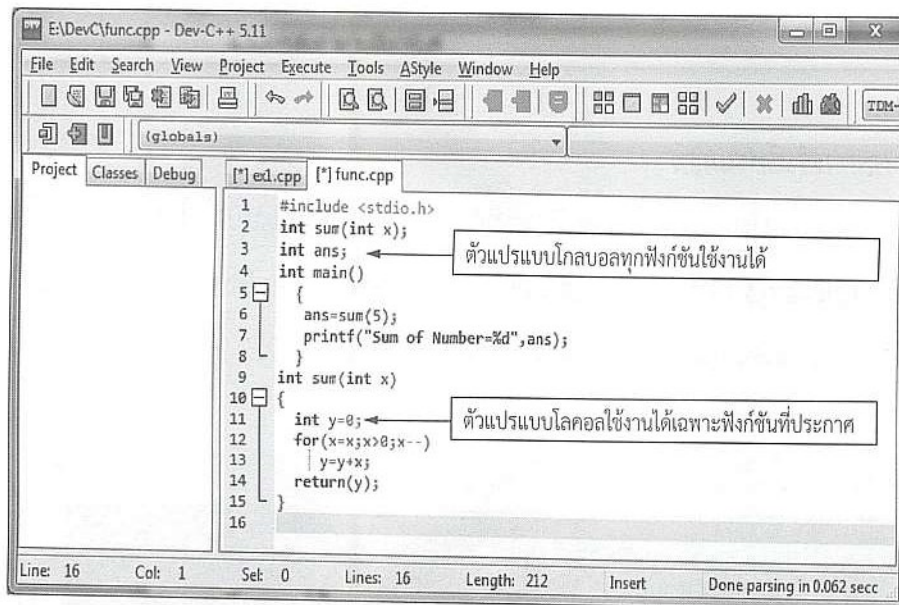 E:\DevC\func.cpp - Dev-C++ 5.11
File Edit Search View Project Execute Tools AStyle Window Help
TDM-
(globals)
Project Classes Debug
[*] ex1.cpp [*] func.cpp
1 #include <stdio.h>
2 int sum(int x);
3 int ans;
ตัวแปรแบบโกลบอลทุกฟังก์ชันใช้งานได้
4 int main()
5 {
6 ans=sum(5);
7 printf("Sum of Number=%d",ans);
8 }
9 int sum(int x)
10 {
11 int y=0;
ตัวแปรแบบโลคอลใช้งานได้เฉพาะฟังก์ชันที่ประกาศ
12 for(x=x;x>0;x--)
13 y=y+x;
14 return(y);
15 }
16
Line: 16 Col: 1 Sel: 0 Lines: 16 Length: 212 Insert Done parsing in 0.062 secc